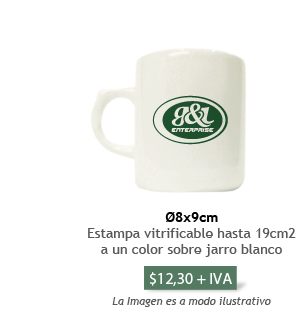 g&l
ENTERPRISE
Ø8x9cm
Estampa vitrificable hasta 19cm2
a un color sobre jarro blanco
$12,30 + IVA
La Imagen es a modo ilustrativo